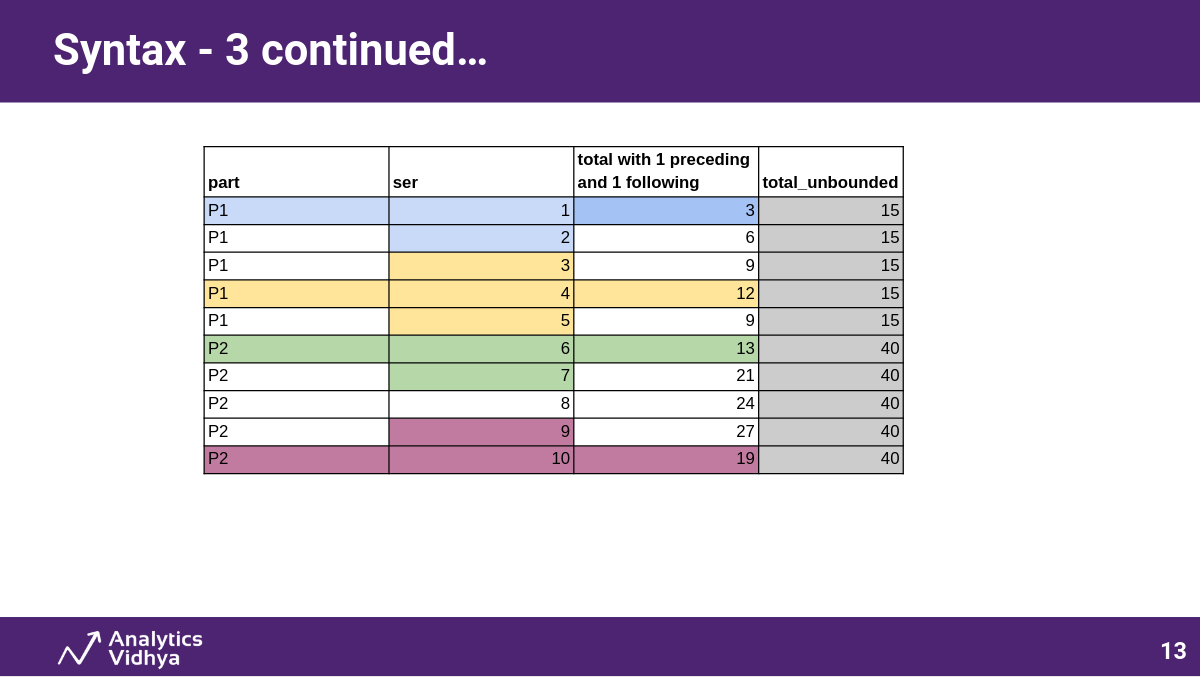 Syntax - 3 continued…
part ser total with 1 preceding and 1 following total_unbounded
P1 1 3 15
P1 2 6 15
P1 3 9 15
P1 4 12 15
P1 5 9 15
P2 6 13 40
P2 7 21 40
P2 8 24 40
P2 9 27 40
P2 10 19 40
Analytics
Vidhya
13